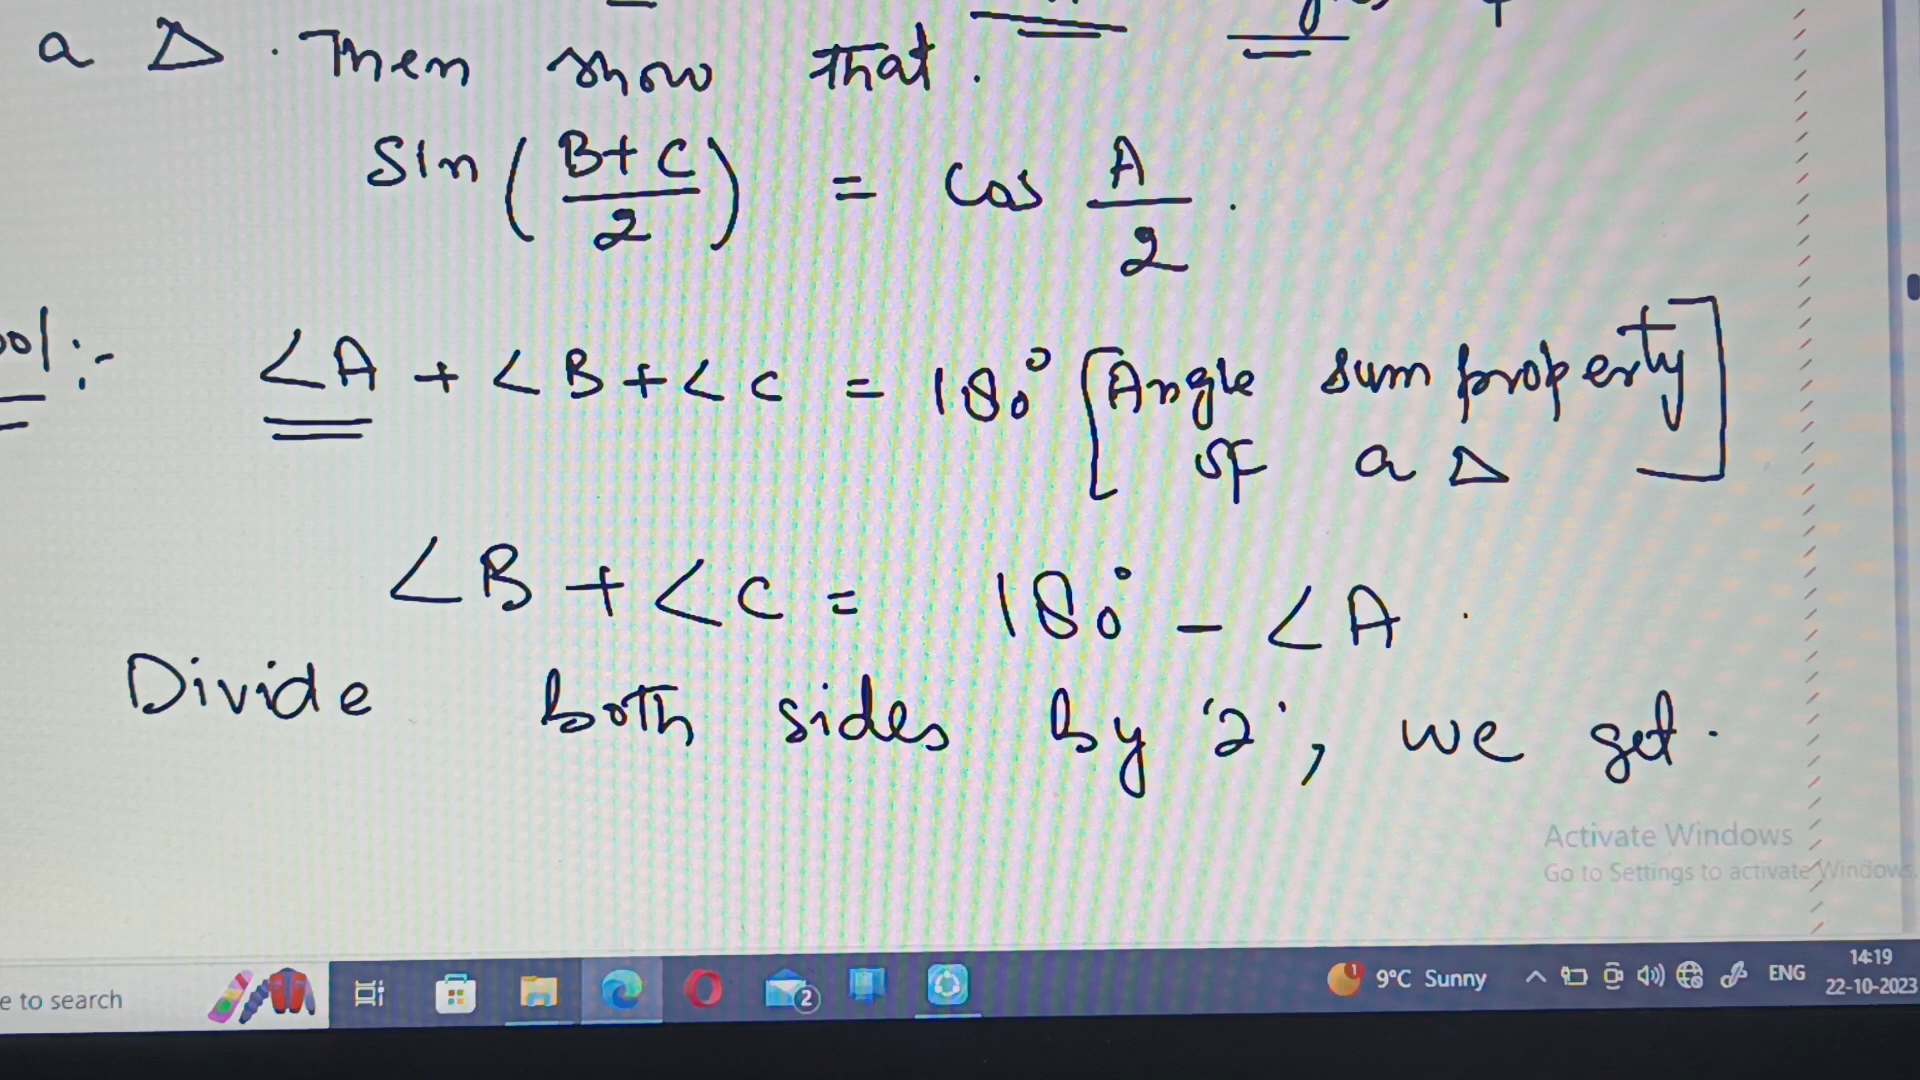 a △. Then show that.
Sin (B+C/2) = Cos A/2.
∠A + ∠B + ∠C = 180° [Angle sum property
of a △]
∠B + ∠C = 180° - ∠A.
Divide both sides by '2', we get.
Activate Windows
Go to Settings to activate Windows.
e to search
1
2
9°C Sunny
ENG
14:19
22-10-2023